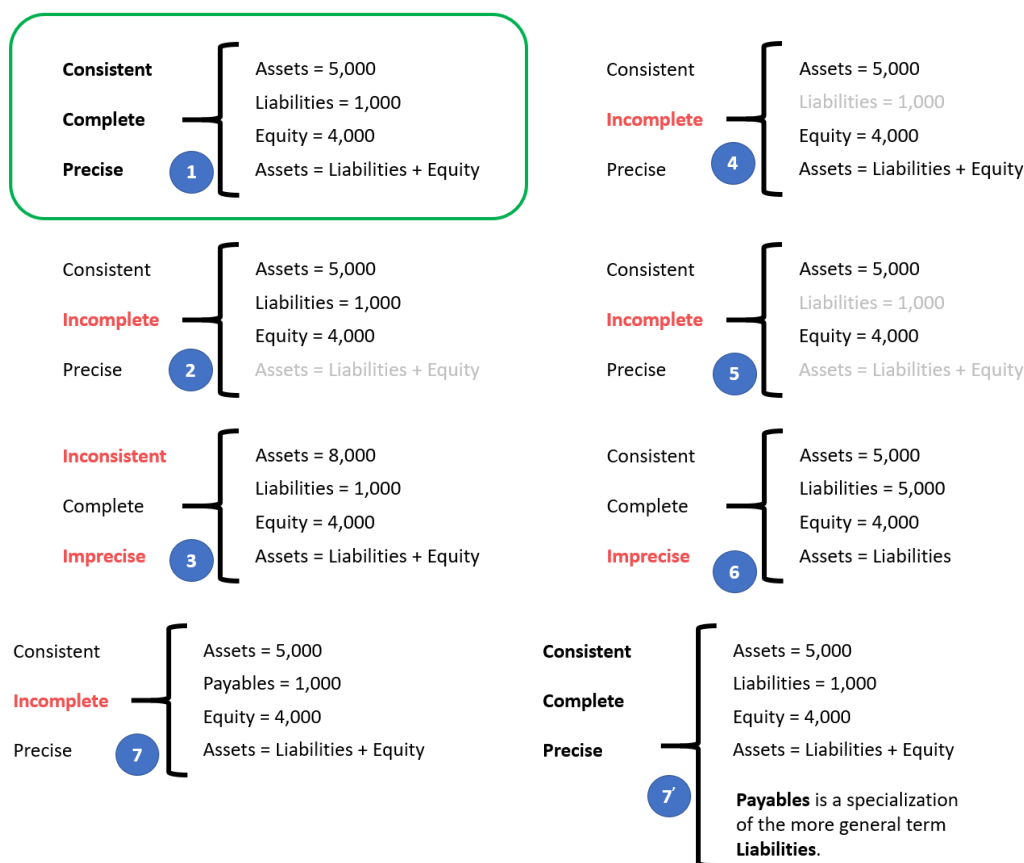 Consistent
Complete
Precise
1
Assets = 5,000
Liabilities = 1,000
Equity = 4,000
Assets = Liabilities + Equity
Consistent
Incomplete
Precise
4
Assets = 5,000
Liabilities = 1,000
Equity = 4,000
Assets = Liabilities + Equity
Consistent
Incomplete
Precise
2
Assets = 5,000
Liabilities = 1,000
Equity = 4,000
Assets = Liabilities + Equity
Consistent
Incomplete
Precise
5
Assets = 5,000
Liabilities = 1,000
Equity = 4,000
Assets = Liabilities + Equity
Inconsistent
Complete
Imprecise
3
Assets = 8,000
Liabilities = 1,000
Equity = 4,000
Assets = Liabilities + Equity
Consistent
Complete
Imprecise
6
Assets = 5,000
Liabilities = 5,000
Equity = 4,000
Assets = Liabilities
Consistent
Incomplete
Precise
7
Assets = 5,000
Payables = 1,000
Equity = 4,000
Assets = Liabilities + Equity
Consistent
Complete
Precise
7′
Assets = 5,000
Liabilities = 1,000
Equity = 4,000
Assets = Liabilities + Equity
Payables is a specialization
of the more general term
Liabilities.